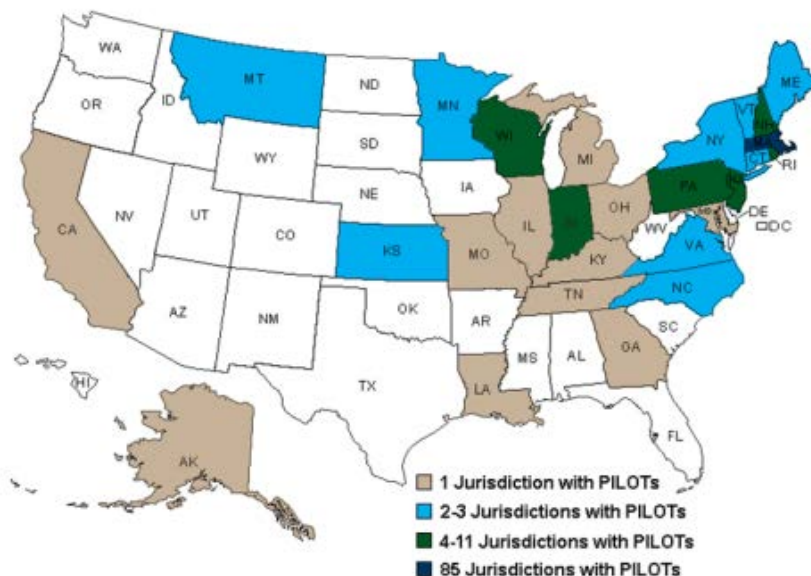 WA
MT
ND
MN
ME
OR
ID
VT
NH
WI
SD
NY
MA
WY
MI
CT
RI
IA
PA
NJ
NE
OH
DE
NV
IL
IN
DC
UT
WV
CA
CO
VA
KS
MO
KY
NC
TN
OK
AZ
NM
AR
SC
MS
AL
GA
HI
TX
LA
FL
AK
1 Jurisdiction with PILOTs
2-3 Jurisdictions with PILOTs
4-11 Jurisdictions with PILOTs
85 Jurisdictions with PILOTs